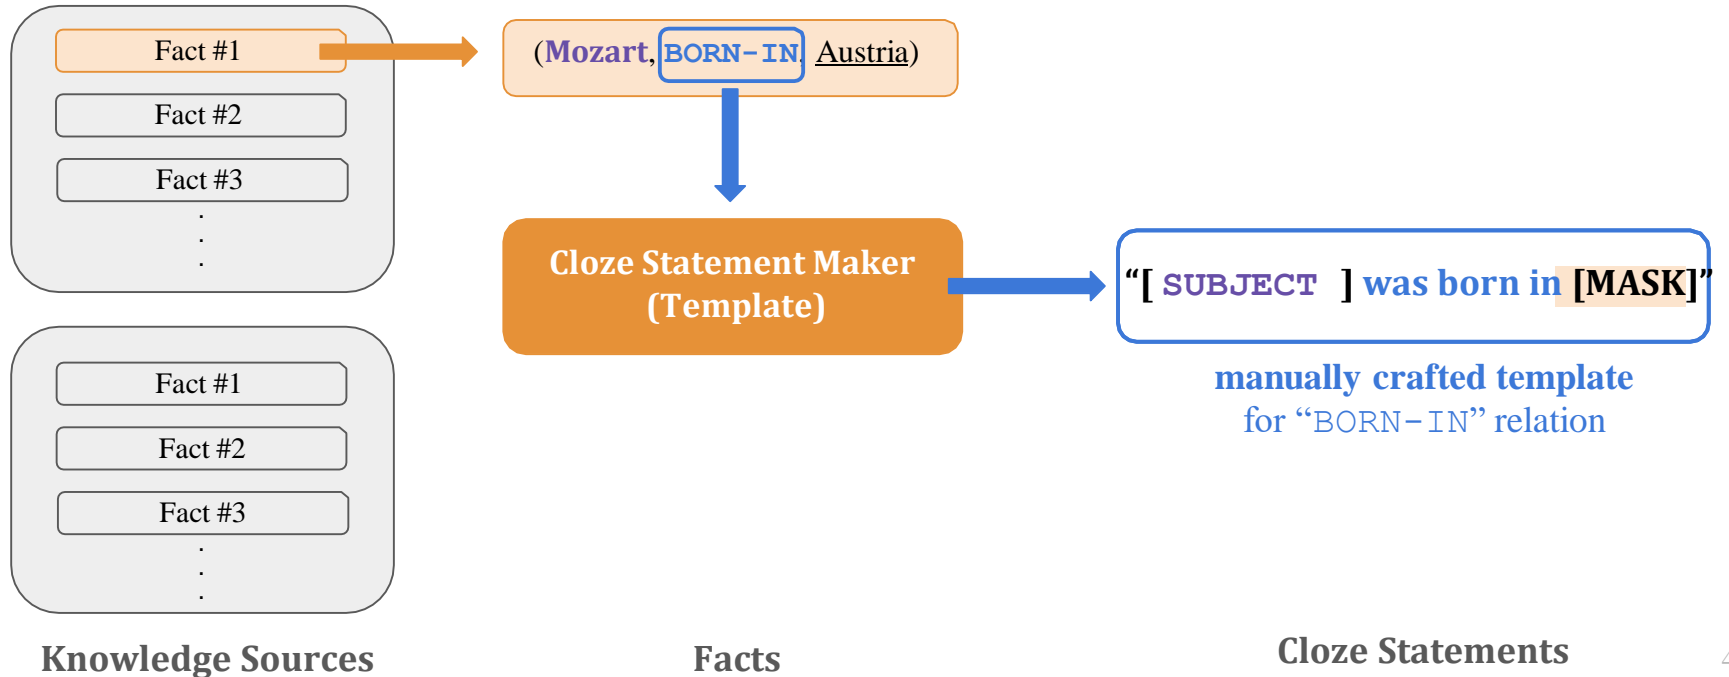 Fact #1
Fact #2
Fact #3
.
.
.
Fact #1
Fact #2
Fact #3
.
.
.
Knowledge Sources
(Mozart, BORN-IN, Austria)
Cloze Statement Maker
(Template)
Facts
“[ SUBJECT ] was born in [MASK]”
manually crafted template
for “BORN-IN” relation
Cloze Statements